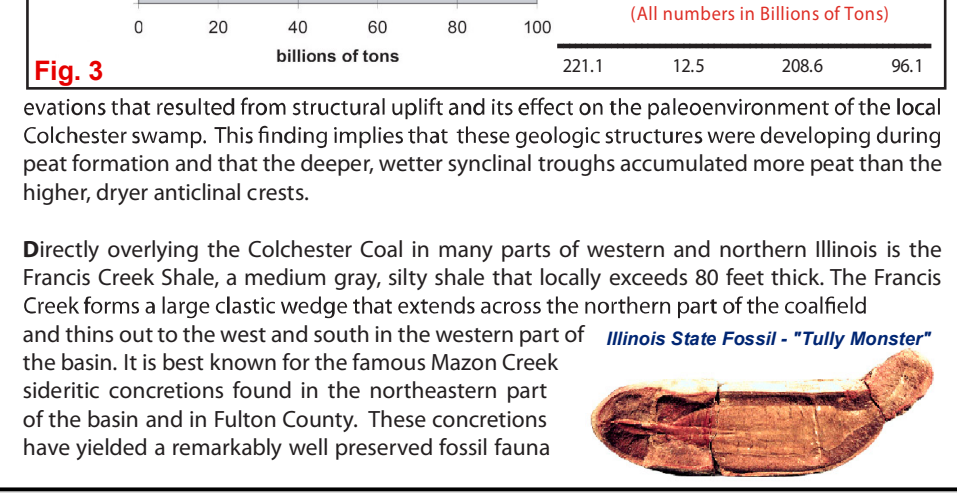 (All numbers in Billions of Tons)
0 20 40 60 80 100
billions of tons
221.1 12.5 208.6 96.1
Fig. 3
evations that resulted from structural uplift and its effect on the paleoenvironment of the local
Colchester swamp. This finding implies that these geologic structures were developing during
peat formation and that the deeper, wetter synclinal troughs accumulated more peat than the
higher, dryer anticlinal crests.
Directly overlying the Colchester Coal in many parts of western and northern Illinois is the
Francis Creek Shale, a medium gray, silty shale that locally exceeds 80 feet thick. The Francis
Creek forms a large clastic wedge that extends across the northern part of the coalfield
and thins out to the west and south in the western part of
the basin. It is best known for the famous Mazon Creek
sideritic concretions found in the northeastern part
of the basin and in Fulton County. These concretions
have yielded a remarkably well preserved fossil fauna
Illinois State Fossil - "Tully Monster"